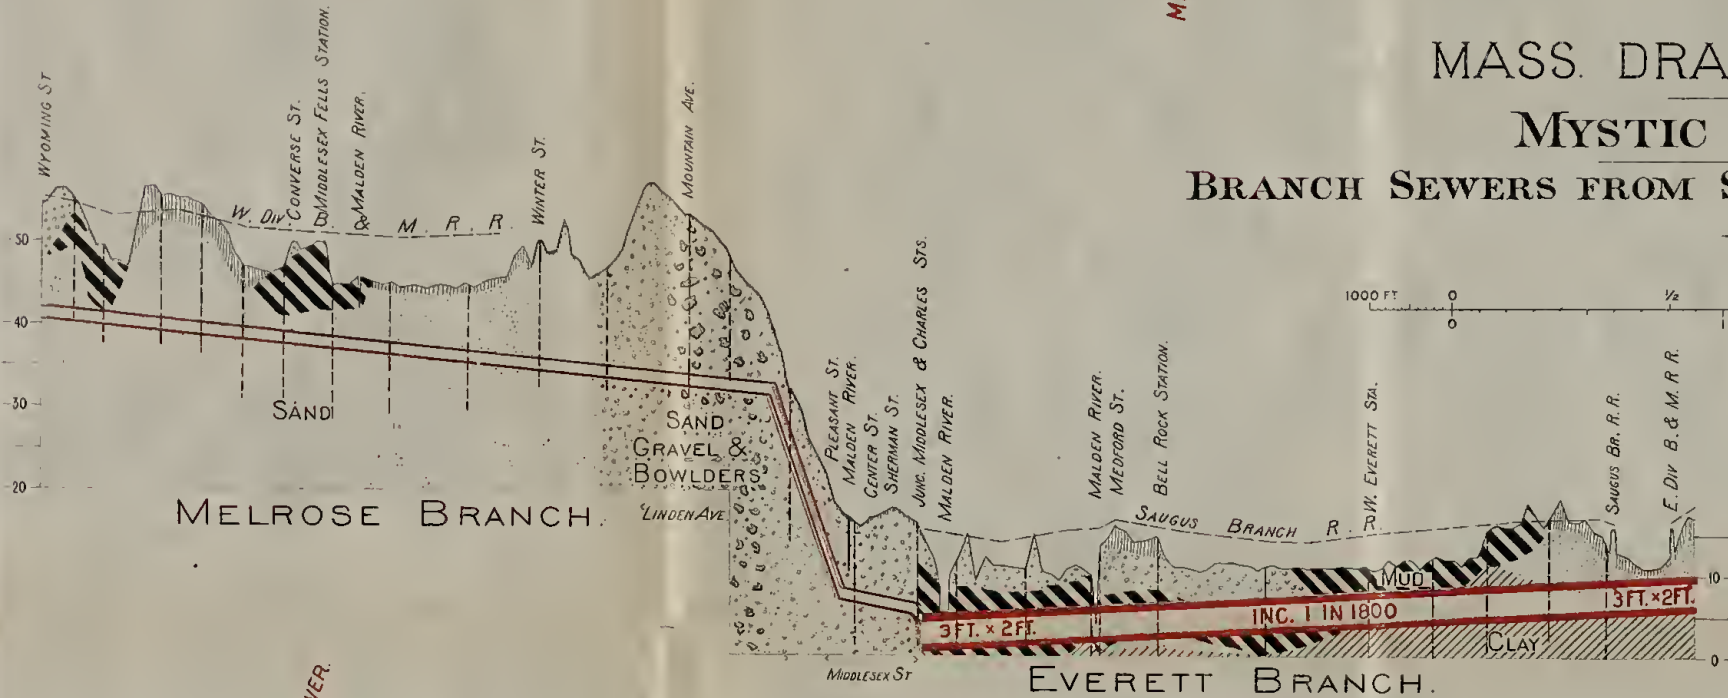 MASS. DRA
MYSTIC
BRANCH SEWERS FROM S
1000 FT 0 ½
0 1
WYOMING ST
CONVERSE ST.
MIDDLESEX FELLS STATION.
MALDEN RIVER.
WINTER ST.
MOUNTAIN AVE.
W. DIV. B & M. R. R.
50
40
30
20
SAND
SAND
GRAVEL &
BOWLDERS
MELROSE BRANCH.
LINDEN AVE.
PLEASANT ST.
MALDEN RIVER.
CENTER ST.
SHERMAN ST.
JUNC. MIDDLESEX & CHARLES STS.
MALDEN RIVER.
MALDEN RIVER.
MEDFORD ST.
BELL ROCK STATION.
W. EVERETT STA.
SAUGUS BR. R. R.
E. DIV B. & M. R R.
SAUGUS BRANCH R. R.
MUD
10
3 FT. × 2 FT.
INC. 1 IN 1800
3 FT. × 2 FT.
CLAY
0
MIDDLESEX ST
EVERETT BRANCH.
VER.
M